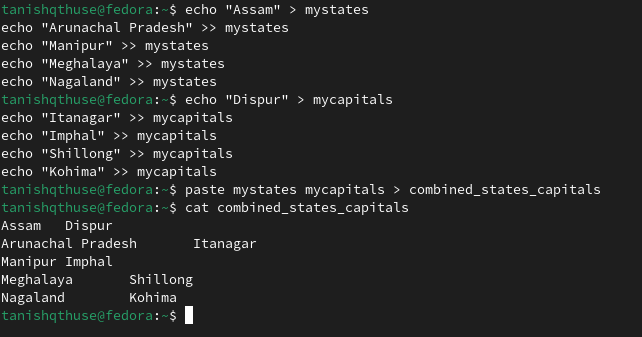 tanishqthuse@fedora:~$ echo "Assam" > mystates
echo "Arunachal Pradesh" >> mystates
echo "Manipur" >> mystates
echo "Meghalaya" >> mystates
echo "Nagaland" >> mystates
tanishqthuse@fedora:~$ echo "Dispur" > mycapitals
echo "Itanagar" >> mycapitals
echo "Imphal" >> mycapitals
echo "Shillong" >> mycapitals
echo "Kohima" >> mycapitals
tanishqthuse@fedora:~$ paste mystates mycapitals > combined_states_capitals
tanishqthuse@fedora:~$ cat combined_states_capitals
Assam   Dispur
Arunachal Pradesh       Itanagar
Manipur Imphal
Meghalaya       Shillong
Nagaland        Kohima
tanishqthuse@fedora:~$